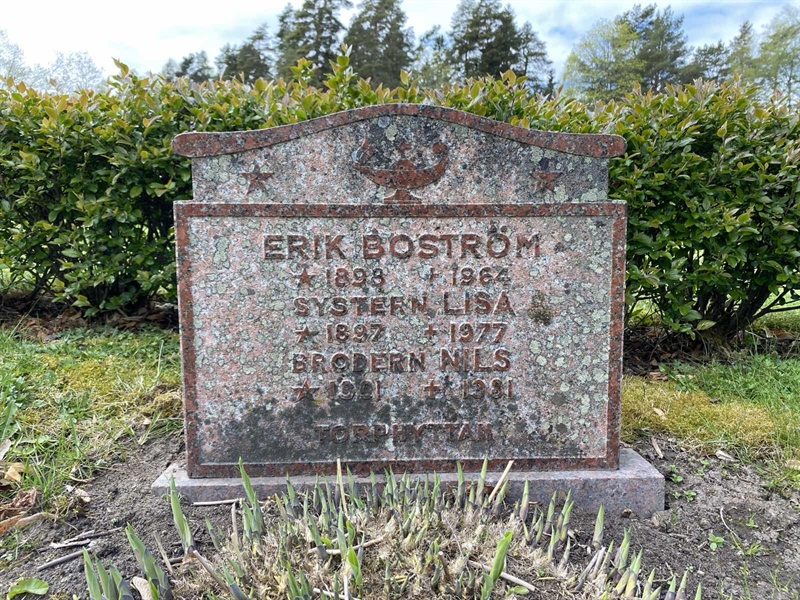 ERIK BOSTRÖM
★ 1898 + 1964
SYSTERN LISA
★ 1897 + 1977
BRODERN NILS
★ 1901 + 1981
TORPHYTTAN